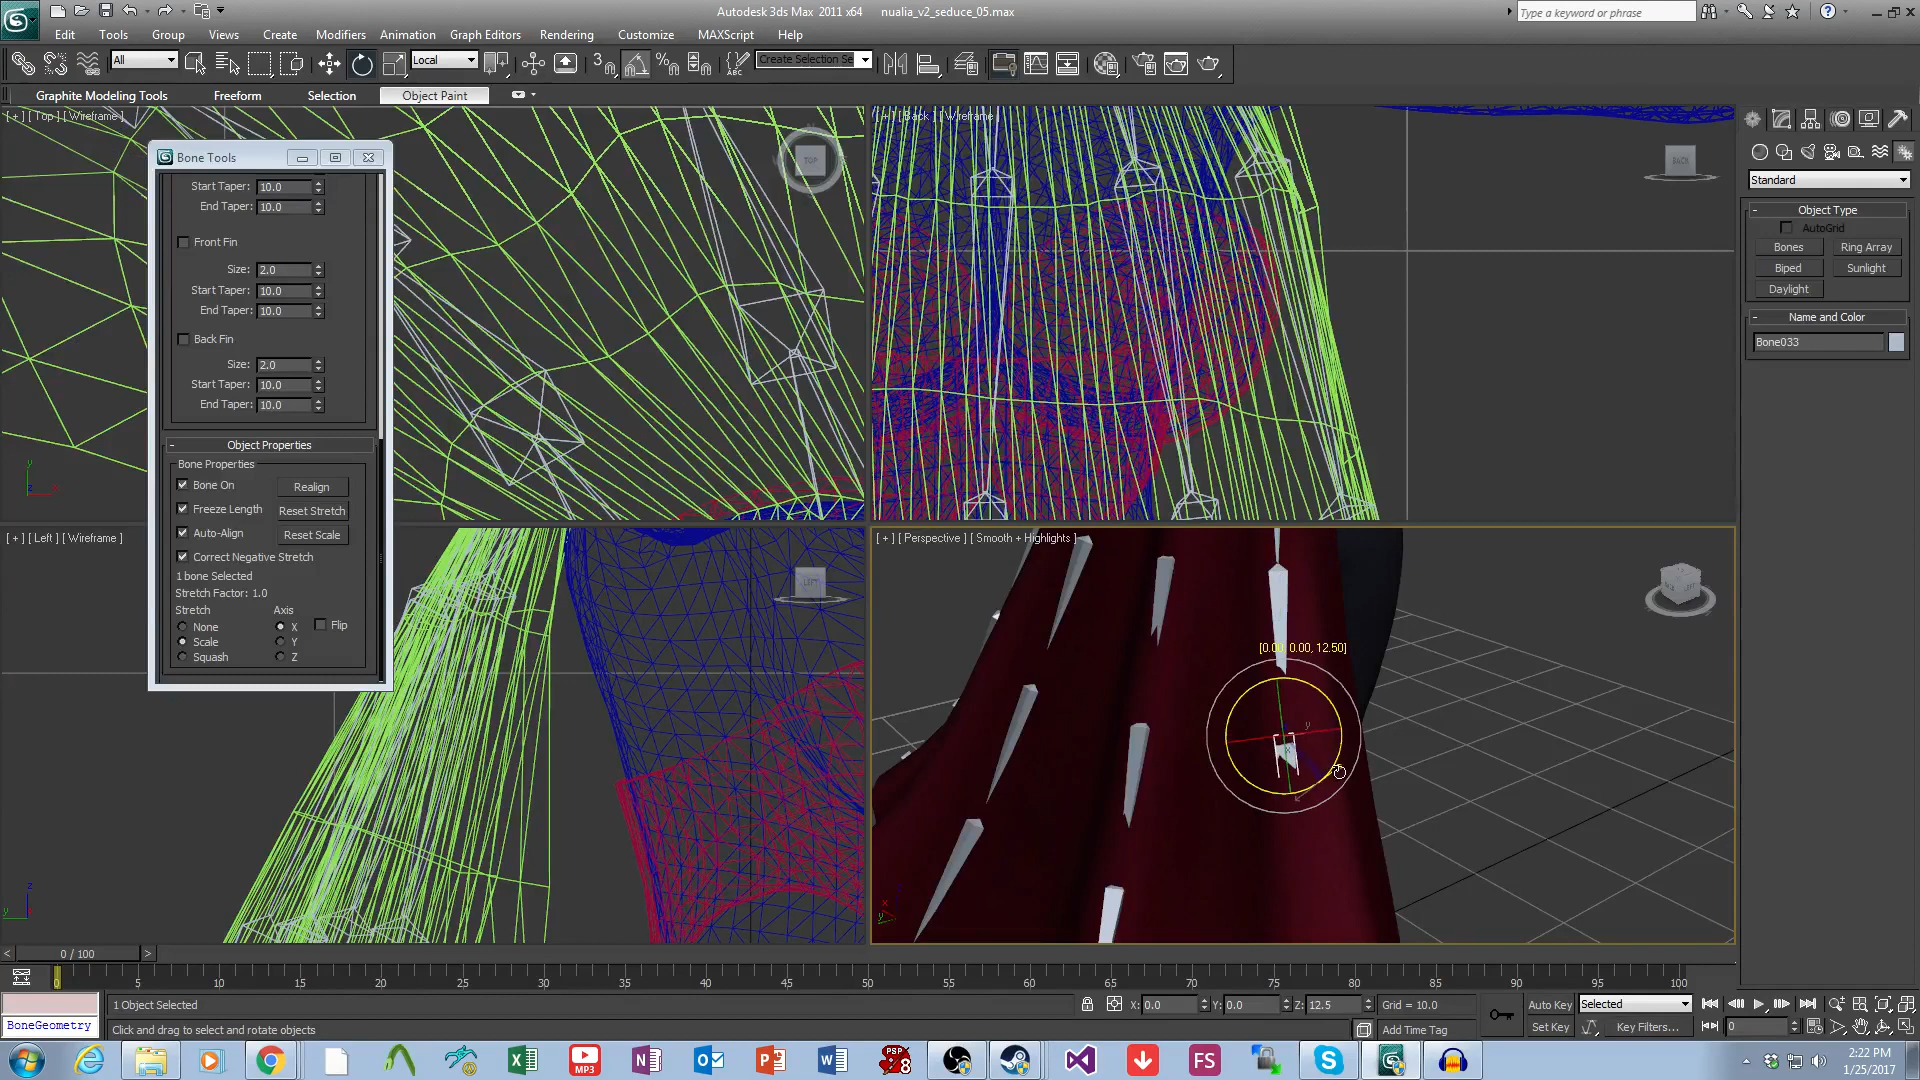 Autodesk 3ds Max 2011 x64 nualia_v2_seduce_05.max
Type a keyword or phrase
Edit Tools Group Views Create Modifiers Animation Graph Editors Rendering Customize MAXScript Help
All Local Create Selection Se
Graphite Modeling Tools Freeform Selection Object Paint
[ + ] [ Top ] [ Wireframe ]
[ + ] [ Back ] [ Wireframe ]
TOP
BACK
Bone Tools
Start Taper: 10.0
End Taper: 10.0
Front Fin
Size: 2.0
Start Taper: 10.0
End Taper: 10.0
Back Fin
Size: 2.0
Start Taper: 10.0
End Taper: 10.0
Object Properties
Bone Properties
Bone On Realign
Freeze Length Reset Stretch
Auto-Align Reset Scale
Correct Negative Stretch
1 bone Selected
Stretch Factor: 1.0
Stretch Axis
None X Flip
Scale Y
Squash Z
Standard
Object Type
AutoGrid
Bones Ring Array
Biped Sunlight
Daylight
Name and Color
Bone033
[ + ] [ Left ] [ Wireframe ]
LEFT
[ + ] [ Perspective ] [ Smooth + Highlights ]
BACK LEFT
[0.00, 0.00, 12.50]
0 / 100
0 5 10 15 20 25 30 35 40 45 50 55 60 65 70 75 80 85 90 95 100
1 Object Selected X: 0.0 Y: 0.0 Z: 12.5 Grid = 10.0 Auto Key Selected
BoneGeometry Click and drag to select and rotate objects Add Time Tag Set Key Key Filters... 0
MP3 PSP 8 FS
2:22 PM
1/25/2017